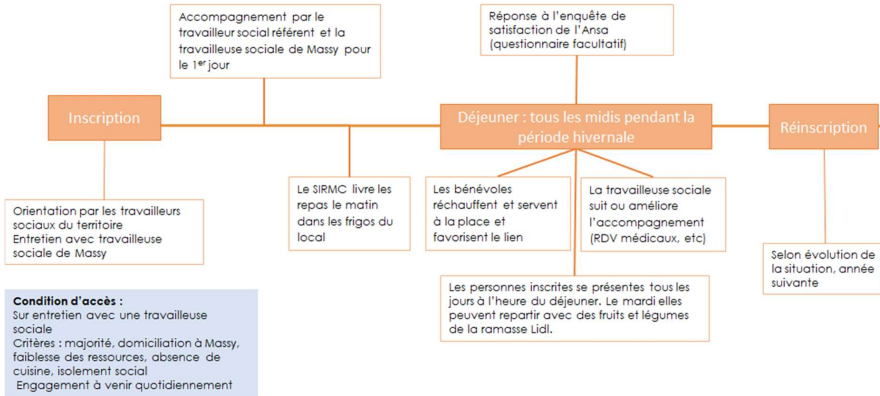 Accompagnement par le
travailleur social référent et la
travailleuse sociale de Massy pour
le 1er jour
Réponse à l'enquête de
satisfaction de l'Ansa
(questionnaire facultatif)
Inscription
Déjeuner : tous les midis pendant la
période hivernale
Réinscription
Orientation par les travailleurs
sociaux du territoire
Entretien avec travailleuse
sociale de Massy
Le SIRMC livre les
repas le matin
dans les frigos du
local
Les bénévoles
réchauffent et servent
à la place et
favorisent le lien
La travailleuse sociale
suit ou améliore
l'accompagnement
(RDV médicaux, etc)
Selon évolution de
la situation, année
suivante
Les personnes inscrites se présentes tous les
jours à l'heure du déjeuner. Le mardi elles
peuvent repartir avec des fruits et légumes
de la ramasse Lidl.
Condition d'accès :
Sur entretien avec une travailleuse
sociale
Critères : majorité, domiciliation à Massy,
faiblesse des ressources, absence de
cuisine, isolement social
Engagement à venir quotidiennement